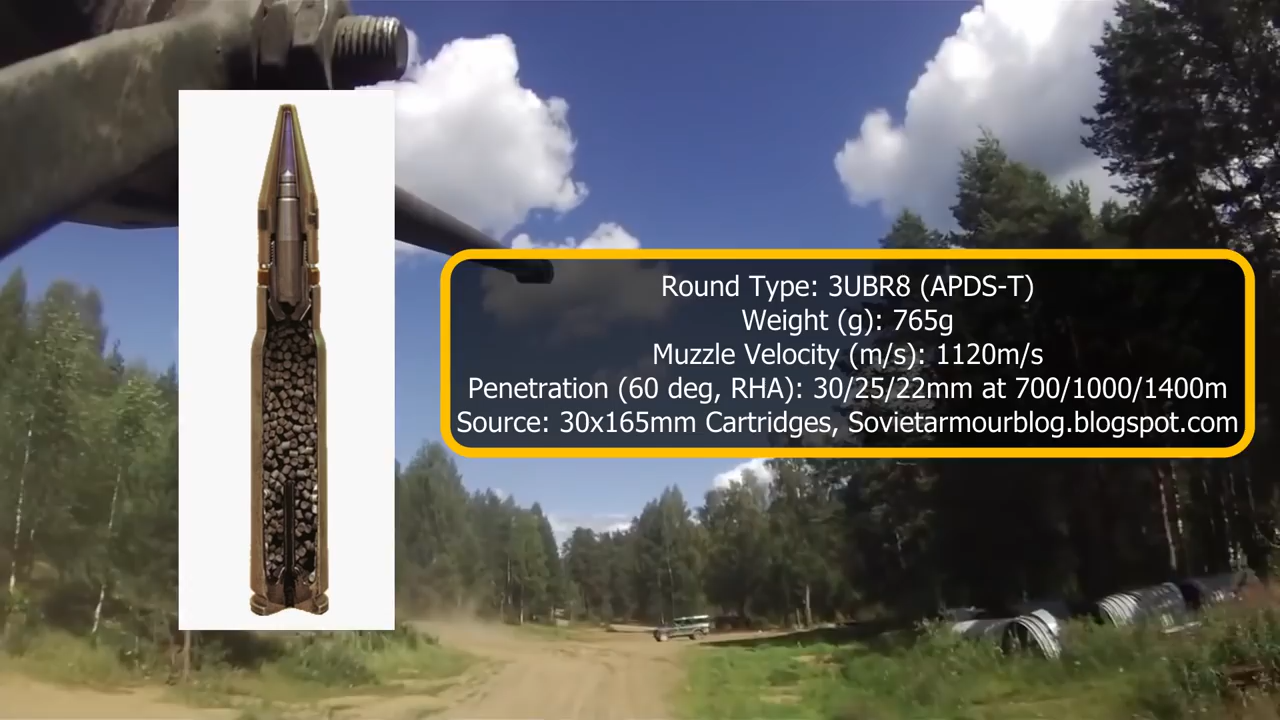 Round Type: 3UBR8 (APDS-T)
Weight (g): 765g
Muzzle Velocity (m/s): 1120m/s
Penetration (60 deg, RHA): 30/25/22mm at 700/1000/1400m
Source: 30x165mm Cartridges, Sovietarmourblog.blogspot.com